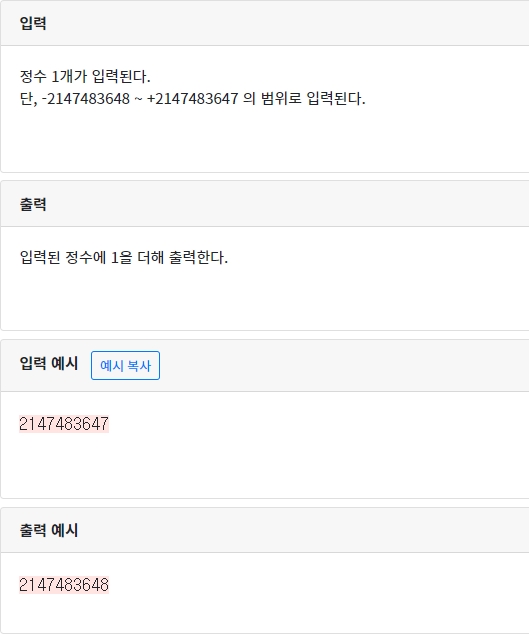 입력
정수 1개가 입력된다.
단, -2147483648 ~ +2147483647 의 범위로 입력된다.
출력
입력된 정수에 1을 더해 출력한다.
입력 예시 예시 복사
2147483647
출력 예시
2147483648